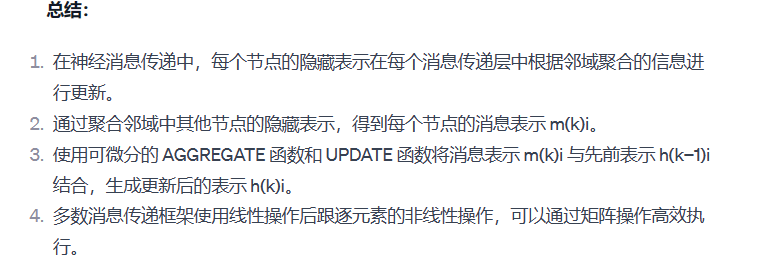 总结：
1. 在神经消息传递中，每个节点的隐藏表示在每个消息传递层中根据邻域聚合的信息进
行更新。
2. 通过聚合邻域中其他节点的隐藏表示，得到每个节点的消息表示 m(k)i。
3. 使用可微分的 AGGREGATE 函数和 UPDATE 函数将消息表示 m(k)i 与先前表示 h(k−1)i
结合，生成更新后的表示 h(k)i。
4. 多数消息传递框架使用线性操作后跟逐元素的非线性操作，可以通过矩阵操作高效执
行。